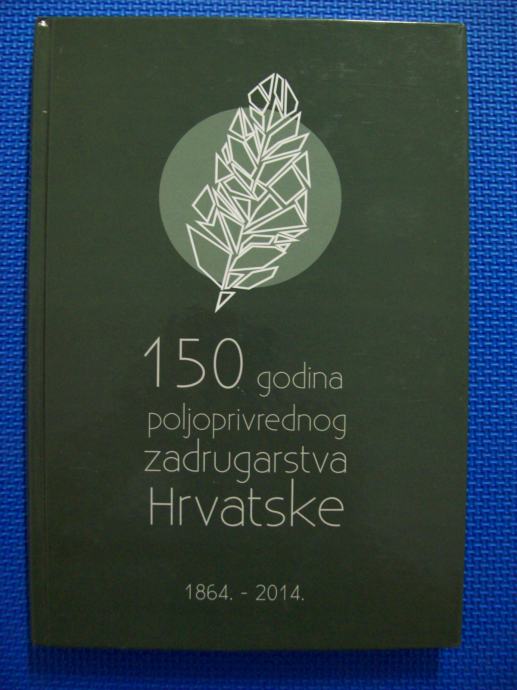 150 godina
poljoprivrednog
zadrugarstva
Hrvatske
1864. - 2014.